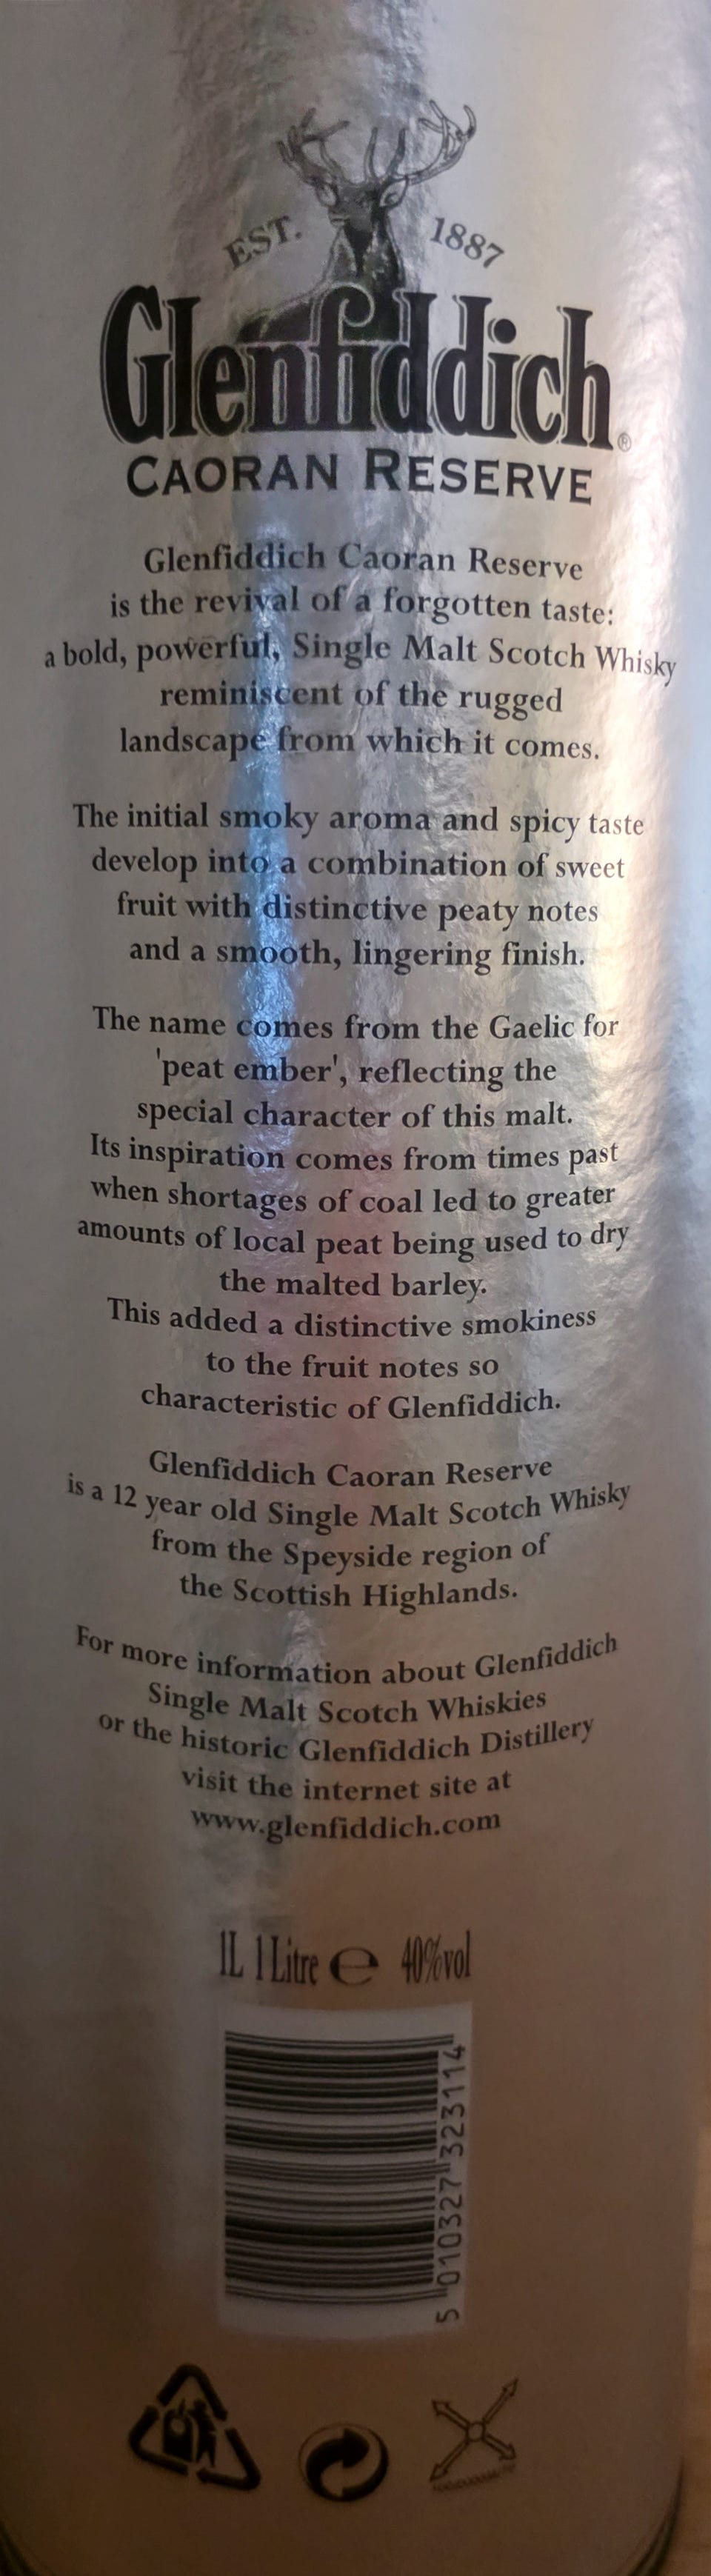 EST. 1887
Glenfiddich®
CAORAN RESERVE
Glenfiddich Caoran Reserve
is the revival of a forgotten taste:
a bold, powerful, Single Malt Scotch Whisky
reminiscent of the rugged
landscape from which it comes.
The initial smoky aroma and spicy taste
develop into a combination of sweet
fruit with distinctive peaty notes
and a smooth, lingering finish.
The name comes from the Gaelic for
'peat ember', reflecting the
special character of this malt.
Its inspiration comes from times past
when shortages of coal led to greater
amounts of local peat being used to dry
the malted barley.
This added a distinctive smokiness
to the fruit notes so
characteristic of Glenfiddich.
Glenfiddich Caoran Reserve
is a 12 year old Single Malt Scotch Whisky
from the Speyside region of
the Scottish Highlands.
For more information about Glenfiddich
Single Malt Scotch Whiskies
or the historic Glenfiddich Distillery
visit the internet site at
www.glenfiddich.com
1L 1 Litre ℮ 40%vol
5 010327 323114